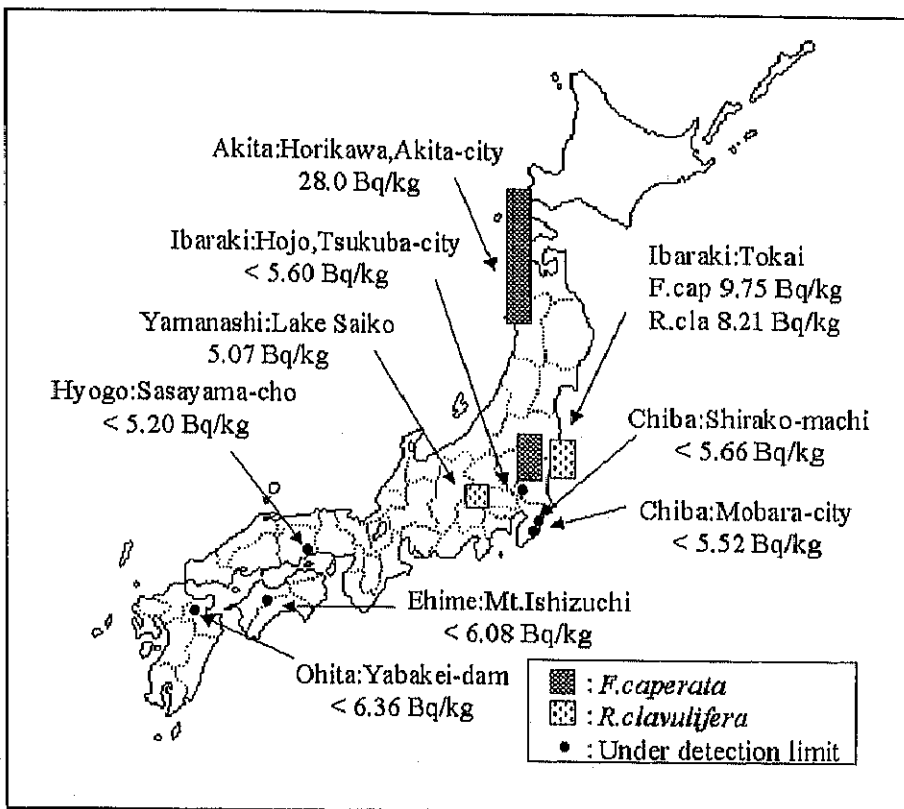 Akita:Horikawa,Akita-city
28.0 Bq/kg
Ibaraki:Hojo,Tsukuba-city
< 5.60 Bq/kg
Ibaraki:Tokai
F.cap 9.75 Bq/kg
R.cla 8.21 Bq/kg
Yamanashi:Lake Saiko
5.07 Bq/kg
Hyogo:Sasayama-cho
< 5.20 Bq/kg
Chiba:Shirako-machi
< 5.66 Bq/kg
Chiba:Mobara-city
< 5.52 Bq/kg
Ehime:Mt.Ishizuchi
< 6.08 Bq/kg
Ohita:Yabakei-dam
< 6.36 Bq/kg
: F.caperata
: R.clavulifera
: Under detection limit